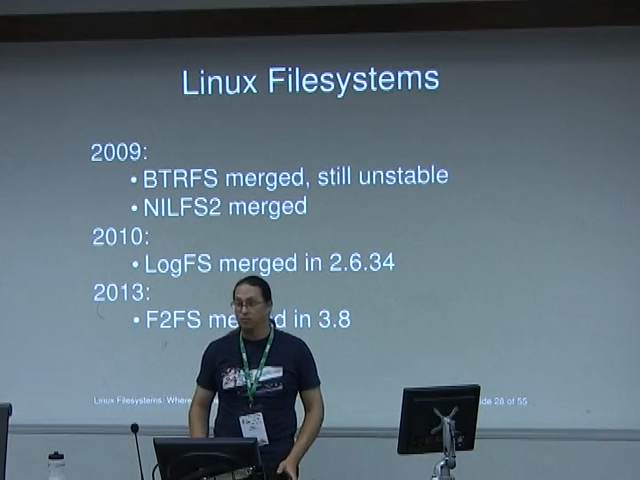 Linux Filesystems
2009:
• BTRFS merged, still unstable
• NILFS2 merged
2010:
• LogFS merged in 2.6.34
2013:
• F2FS in 3.8
Linux Filesystems: 28 of 55